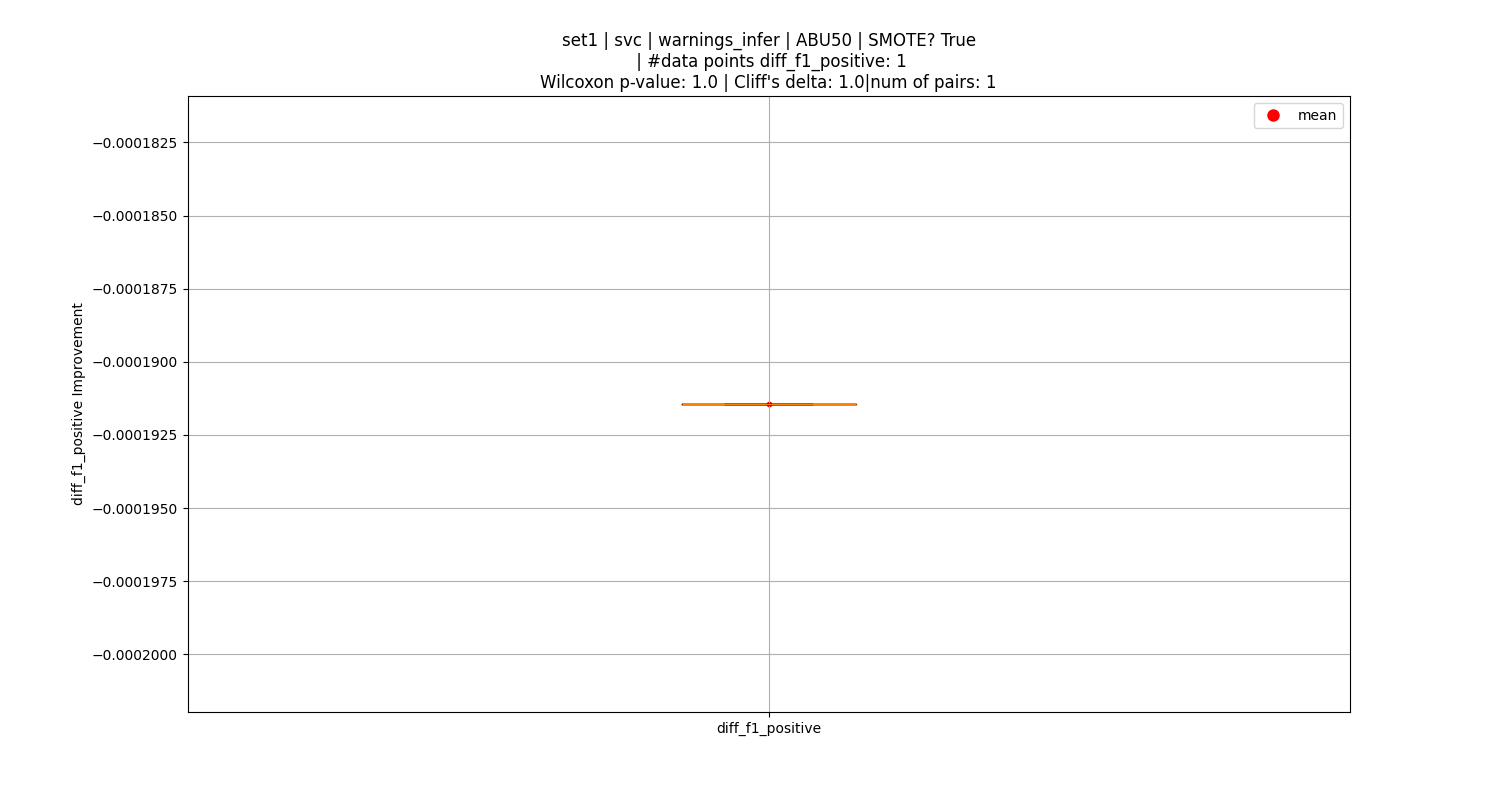 set1 | svc | warnings_infer | ABU50 | SMOTE? True
| #data points diff_f1_positive: 1
Wilcoxon p-value: 1.0 | Cliff's delta: 1.0|num of pairs: 1
mean
−0.0001825
−0.0001850
−0.0001875
−0.0001900
−0.0001925
−0.0001950
−0.0001975
−0.0002000
diff_f1_positive Improvement
diff_f1_positive